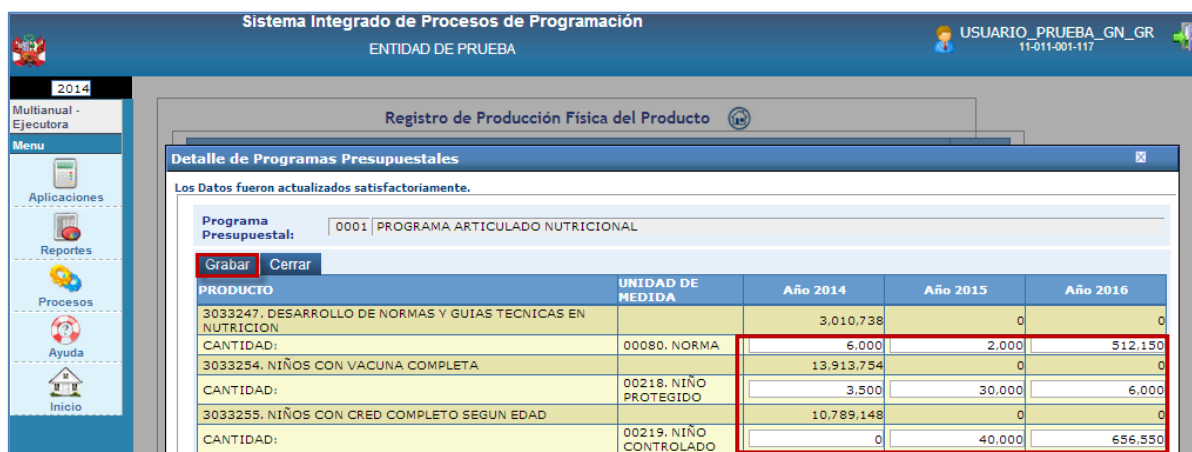 Sistema Integrado de Procesos de Programación
ENTIDAD DE PRUEBA
USUARIO_PRUEBA_GN_GR
11-011-001-117
2014
Multianual -
Ejecutora
Menu
Aplicaciones
Reportes
Procesos
Ayuda
Inicio
Registro de Producción Física del Producto
Detalle de Programas Presupuestales
Los Datos fueron actualizados satisfactoriamente.
Programa
Presupuestal:
0001 PROGRAMA ARTICULADO NUTRICIONAL
Grabar Cerrar
PRODUCTO UNIDAD DE MEDIDA Año 2014 Año 2015 Año 2016
3033247. DESARROLLO DE NORMAS Y GUIAS TECNICAS EN
NUTRICION 3,010,738 0 0
CANTIDAD: 00080. NORMA 6,000 2,000 512,150
3033254. NIÑOS CON VACUNA COMPLETA 13,913,754 0 0
CANTIDAD: 00218. NIÑO PROTEGIDO 3,500 30,000 6,000
3033255. NIÑOS CON CRED COMPLETO SEGUN EDAD 10,789,148 0 0
CANTIDAD: 00219. NIÑO CONTROLADO 0 40,000 656,550